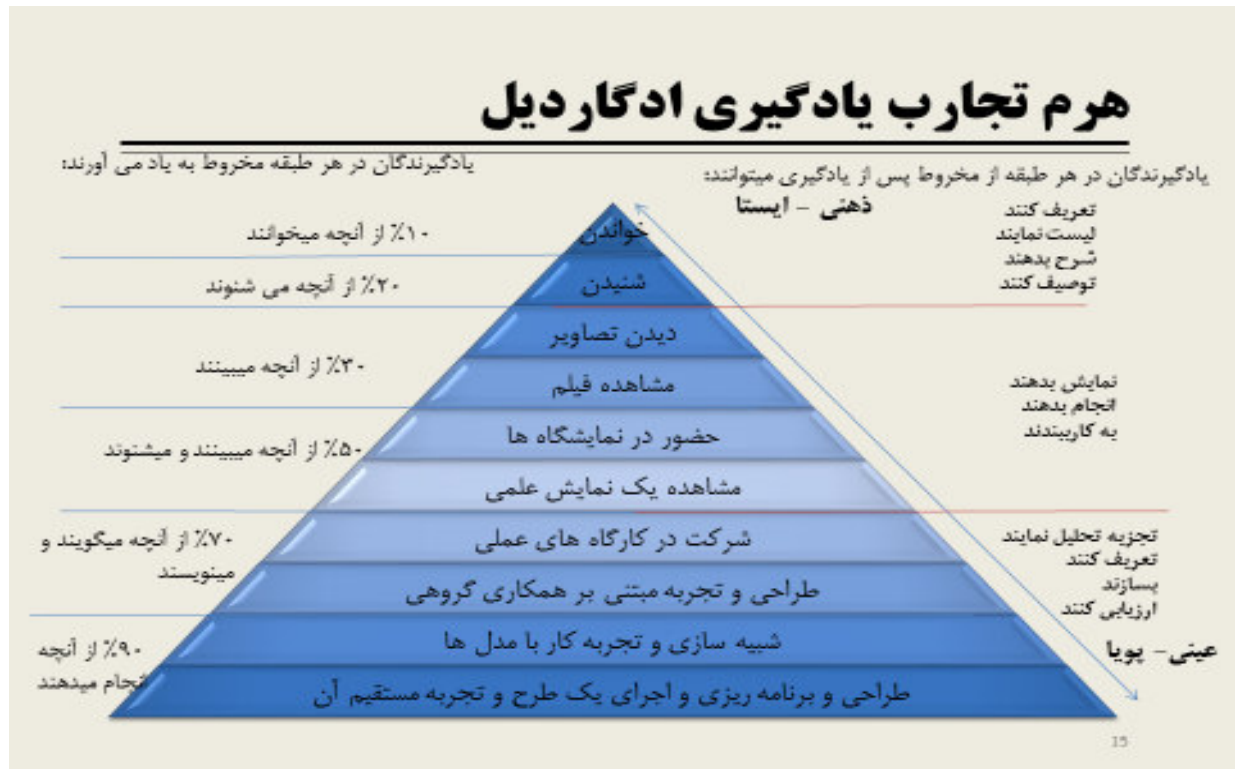 هرم تجارب یادگیری ادگار دیل
یادگیرندگان در هر طبقه از مخروط پس از یادگیری میتوانند:
یادگیرندگان در هر طبقه مخروط به یاد می آورند:
ذهنی - ایستا
تعریف کنند
لیست نمایند
شرح بدهند
توصیف کنند
خواندن
۱۰٪ از آنچه میخوانند
شنیدن
۲۰٪ از آنچه می شنوند
دیدن تصاویر
مشاهده فیلم
۳۰٪ از آنچه میبینند
نمایش بدهند
انجام بدهند
به کارببندند
حضور در نمایشگاه ها
مشاهده یک نمایش علمی
۵۰٪ از آنچه میبینند و میشنوند
تجزیه تحلیل نمایند
تعریف کنند
بسازند
ارزیابی کنند
شرکت در کارگاه های عملی
طراحی و تجربه مبتنی بر همکاری گروهی
۷۰٪ از آنچه میگویند و
مینویسند
عینی- پویا
شبیه سازی و تجربه کار با مدل ها
طراحی و برنامه ریزی و اجرای یک طرح و تجربه مستقیم آن
۹۰٪ از آنچه
انجام میدهند
15